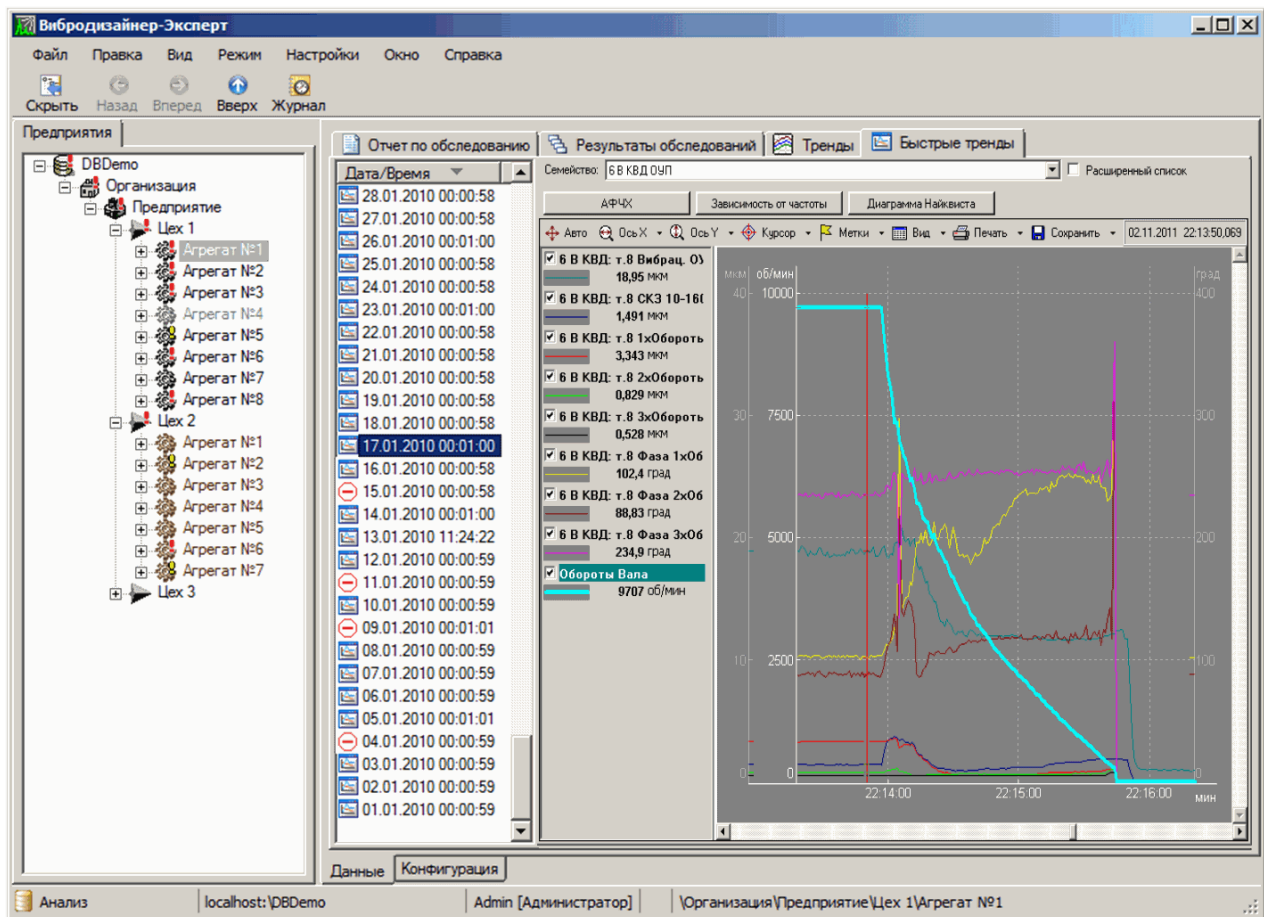 Вибродизайнер-Эксперт
Файл Правка Вид Режим Настройки Окно Справка
Скрыть Назад Вперед Вверх Журнал
Предприятия
DBDemo
Организация
Предприятие
Цех 1
Агрегат №1
Агрегат №2
Агрегат №3
Агрегат №4
Агрегат №5
Агрегат №6
Агрегат №7
Агрегат №8
Цех 2
Агрегат №1
Агрегат №2
Агрегат №3
Агрегат №4
Агрегат №5
Агрегат №6
Агрегат №7
Цех 3
Отчет по обследованию Результаты обследований Тренды Быстрые тренды
Дата/Время
28.01.2010 00:00:58
27.01.2010 00:00:58
26.01.2010 00:01:00
25.01.2010 00:00:58
24.01.2010 00:00:58
23.01.2010 00:01:00
22.01.2010 00:00:58
21.01.2010 00:00:58
20.01.2010 00:00:58
19.01.2010 00:00:58
18.01.2010 00:00:58
17.01.2010 00:01:00
16.01.2010 00:00:58
15.01.2010 00:00:58
14.01.2010 00:01:00
13.01.2010 11:24:22
12.01.2010 00:00:59
11.01.2010 00:00:59
10.01.2010 00:00:59
09.01.2010 00:01:01
08.01.2010 00:00:59
07.01.2010 00:00:59
06.01.2010 00:00:59
05.01.2010 00:01:01
04.01.2010 00:00:59
03.01.2010 00:00:59
02.01.2010 00:00:59
01.01.2010 00:00:59
Семейство: 6 В КВД ОУП Расширенный список
АФЧХ Зависимость от частоты Диаграмма Найквиста
Авто Ось X Ось Y Курсор Метки Вид Печать Сохранить 02.11.2011 22:13:50,069
6 В КВД: т.8 Вибрац. ОУ
18,95 мкм
6 В КВД: т.8 СКЗ 10-160
1,491 мкм
6 В КВД: т.8 1хОбороть
3,343 мкм
6 В КВД: т.8 2хОбороть
0,829 мкм
6 В КВД: т.8 3хОбороть
0,528 мкм
6 В КВД: т.8 Фаза 1хОб
102,4 град
6 В КВД: т.8 Фаза 2хОб
88,83 град
6 В КВД: т.8 Фаза 3хОб
234,9 град
Обороты Вала
9707 об/мин
мкм об/мин град
40 10000 400
30 7500 300
20 5000 200
10 2500 100
0 0 0
22:14:00 22:15:00 22:16:00 мин
Данные Конфигурация
Анализ localhost:\DBDemo Admin [Администратор] \Организация\Предприятие\Цех 1\Агрегат №1